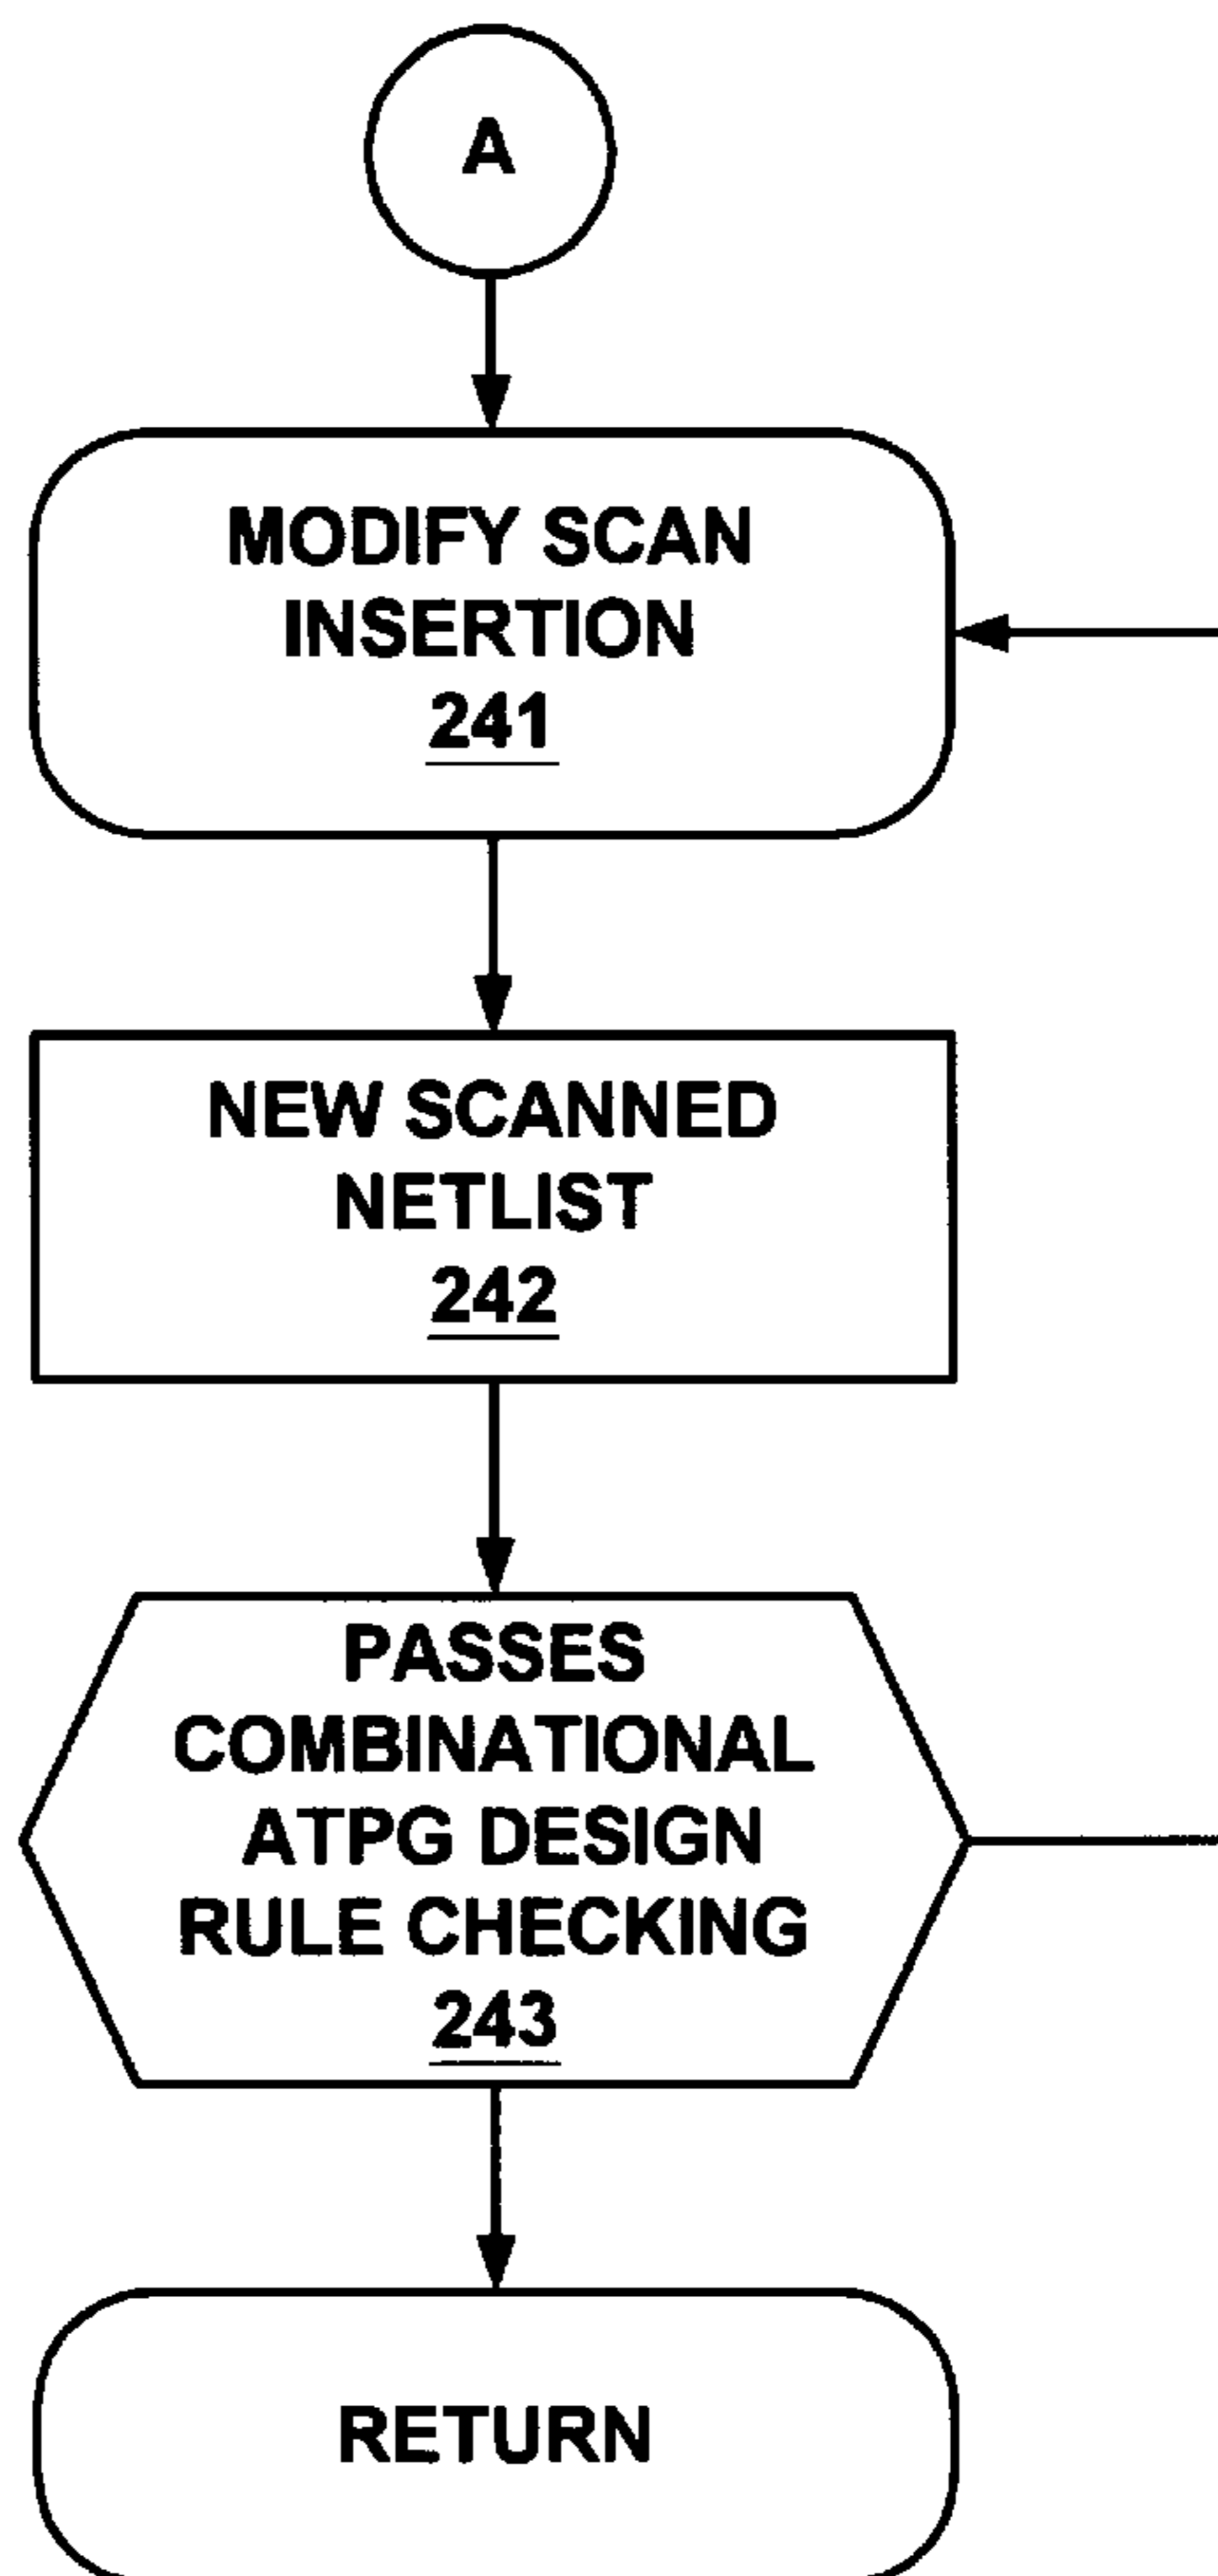 A
MODIFY SCAN
INSERTION
241
NEW SCANNED
NETLIST
242
PASSES
COMBINATIONAL
ATPG DESIGN
RULE CHECKING
243
RETURN